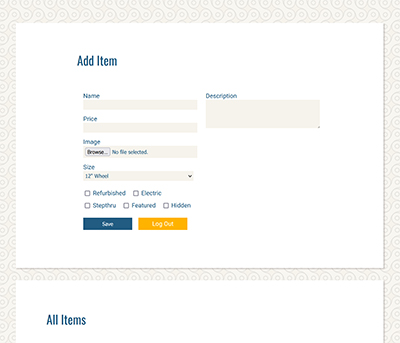 Add Item
Name
Price
Image
Browse... No file selected.
Size
12" Wheel
Refurbished Electric
Stepthru Featured Hidden
Save Log Out
Description
All Items